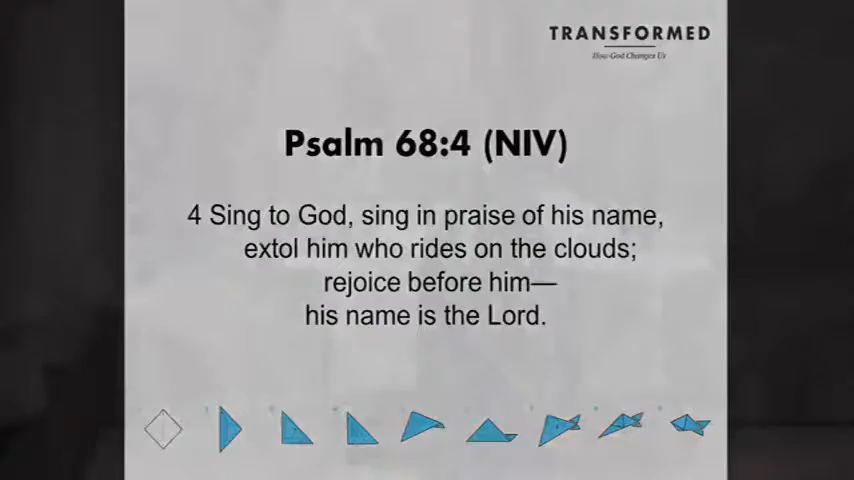 TRANSFORMED
How God Changes Us
Psalm 68:4 (NIV)
4 Sing to God, sing in praise of his name,
extol him who rides on the clouds;
rejoice before him—
his name is the Lord.